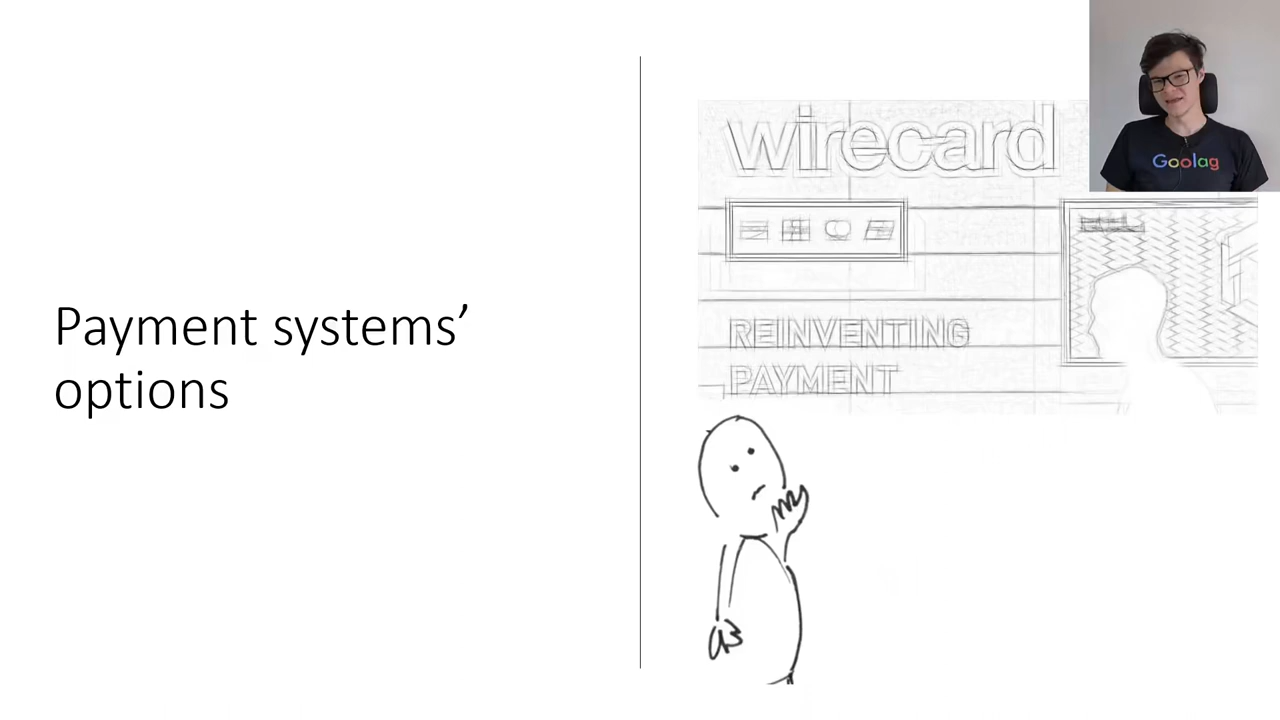 Payment systems’
options
wirecard
REINVENTING
PAYMENT
Goolag